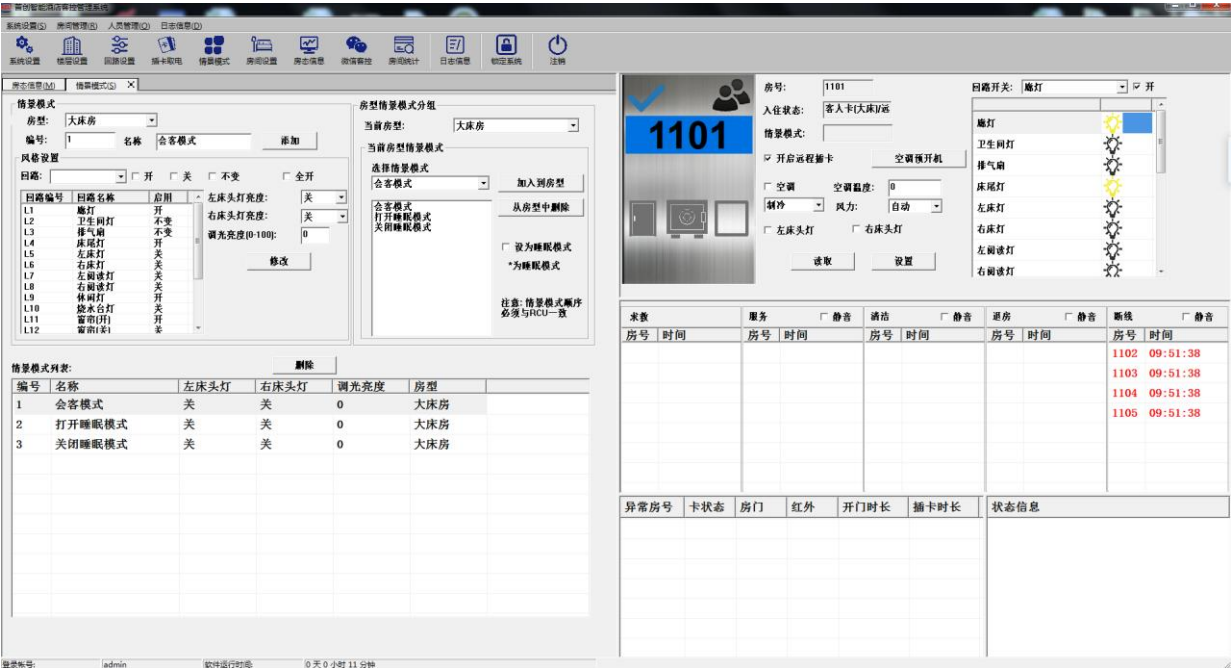 普创智能酒店客控管理系统
系统设置(S) 房间管理(R) 人员管理(O) 日志信息(D)
系统设置 楼层设置 回路设置 插卡取电 情景模式 房间设置 房态信息 微信客控 房间统计 日志信息 锁定系统 注销
房态信息(M) 情景模式(S) X
情景模式
房型: 大床房
编号: 1 名称 会客模式 添加
风格设置
回路: 开 关 不变 全开
回路编号 回路名称 启用
L1 廊灯 开
L2 卫生间灯 不变
L3 排气扇 不变
L4 床尾灯 开
L5 左床灯 关
L6 右床灯 关
L7 左阅读灯 关
L8 右阅读灯 关
L9 休闲灯 开
L10 烧水台灯 关
L11 窗帘(开) 开
L12 窗帘(关) 关
左床头灯亮度: 关
右床头灯亮度: 关
调光亮度(0-100): 0
修改
房型情景模式分组
当前房型: 大床房
当前房型情景模式
选择情景模式
会客模式 加入到房型
会客模式
打开睡眠模式
关闭睡眠模式
从房型中删除
设为睡眠模式
*为睡眠模式
注意:情景模式顺序
必须与RCU一致
情景模式列表: 删除
编号 名称 左床头灯 右床头灯 调光亮度 房型
1 会客模式 关 关 0 大床房
2 打开睡眠模式 关 关 0 大床房
3 关闭睡眠模式 关 关 0 大床房
1101
房号: 1101
入住状态: 客人卡[大床]/远
情景模式:
开启远程插卡 空调预开机
空调 空调温度: 0
制冷 风力: 自动
左床头灯 右床头灯
读取 设置
回路开关: 廊灯 开
廊灯
卫生间灯
排气扇
床尾灯
左床灯
右床灯
左阅读灯
右阅读灯
求救 服务 静音 清洁 静音 退房 静音 断线 静音
房号 时间 房号 时间 房号 时间 房号 时间 房号 时间
1102 09:51:38
1103 09:51:38
1104 09:51:38
1105 09:51:38
异常房号 卡状态 房门 红外 开门时长 插卡时长 状态信息
登录帐号: admin 软件运行时间: 0 天 0 小时 11 分钟